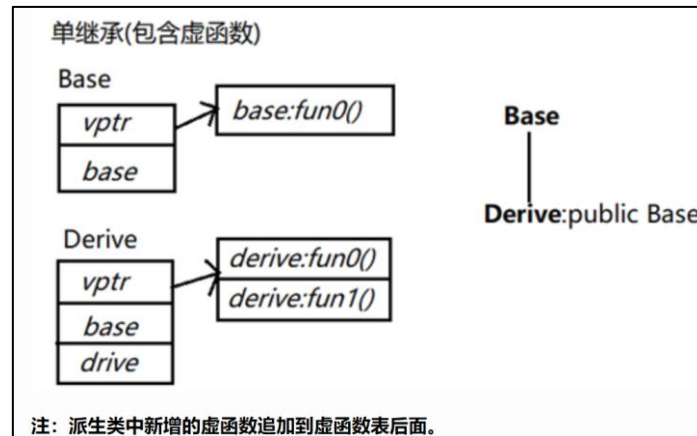 单继承(包含虚函数)
Base
vptr
base:fun0()
base
Base
Derive:public Base
Derive
vptr
derive:fun0()
derive:fun1()
base
drive
注：派生类中新增的虚函数追加到虚函数表后面。